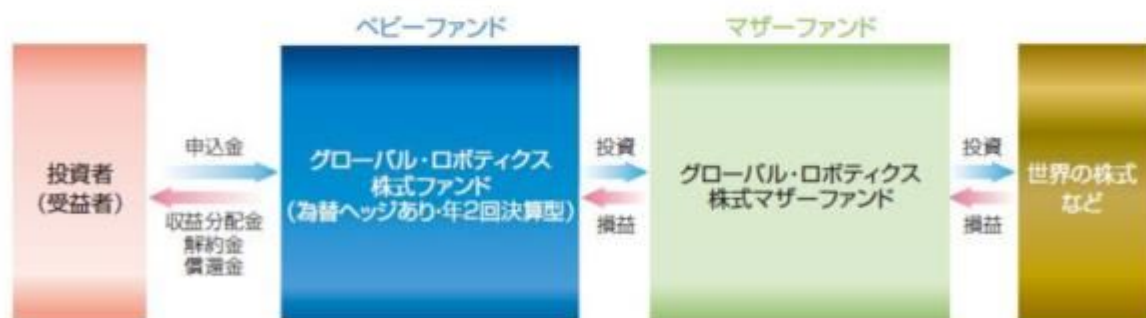 ベビーファンド
マザーファンド
投資者
(受益者)
申込金
収益分配金
解約金
償還金
グローバル・ロボティクス
株式ファンド
(為替ヘッジあり・年2回決算型)
投資
損益
グローバル・ロボティクス
株式マザーファンド
投資
損益
世界の株式
など